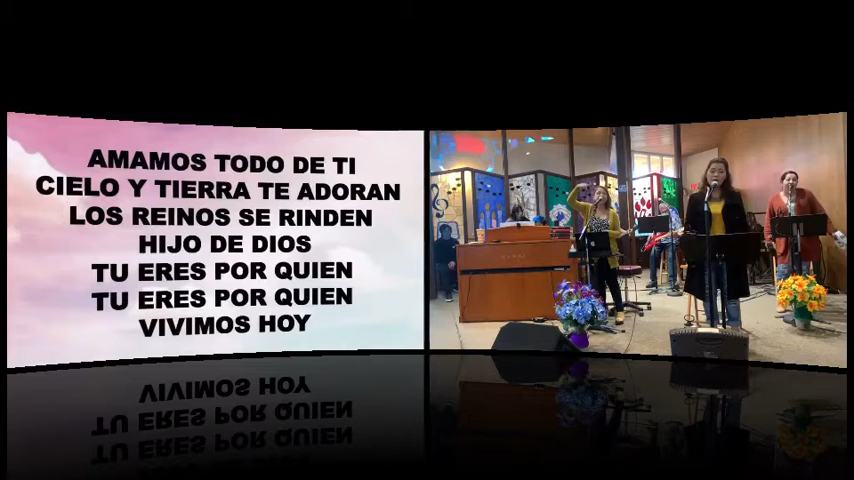 AMAMOS TODO DE TI
CIELO Y TIERRA TE ADORAN
LOS REINOS SE RINDEN
HIJO DE DIOS
TU ERES POR QUIEN
TU ERES POR QUIEN
VIVIMOS HOY